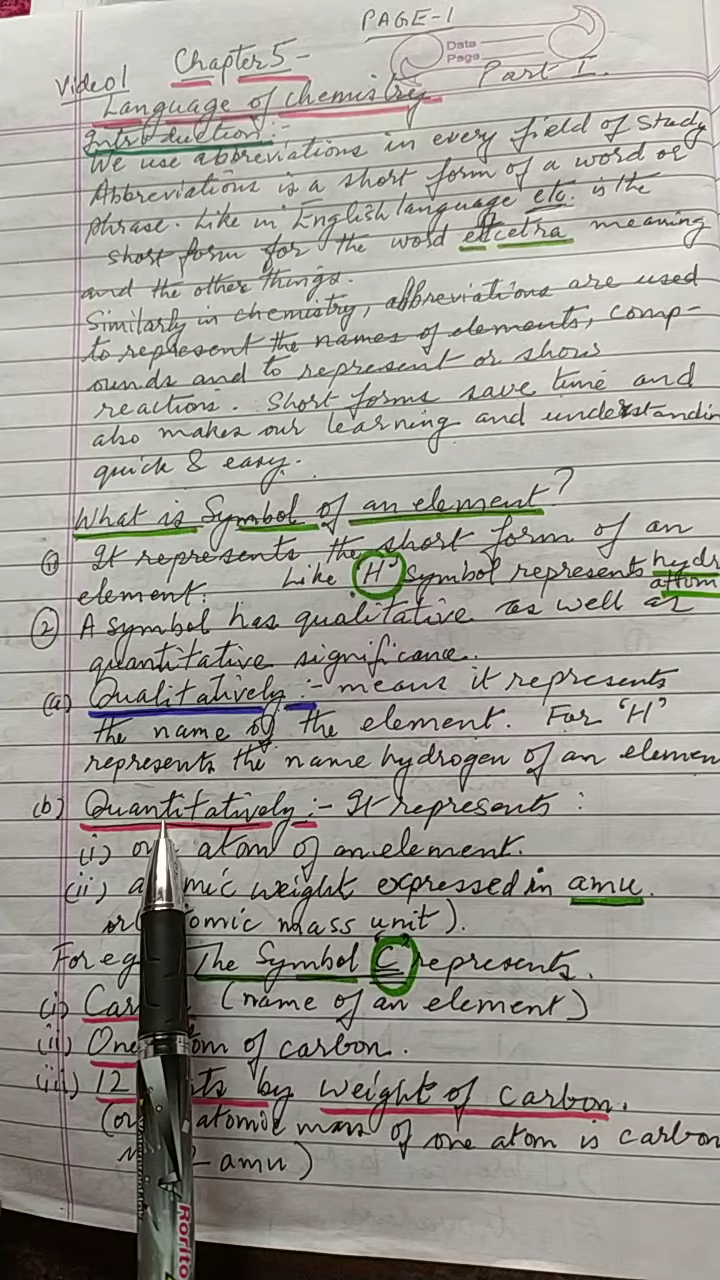 PAGE-1
Data
Page
Video1 Chapter 5- Part I.
Language of chemistry
Introduction:-
We use abbreviations in every field of study
Abbreviations is a short form of a word or
phrase. Like in English language etc. is the
short form for the word etcetra meaning
and the other things.
Similarly in chemistry, abbreviations are used
to represent the names of elements, comp-
ounds and to represent or show
reactions. Short forms save time and
also makes our learning and understandin
quick & easy.
What is Symbol of an element?
① It represents the short form of an
element. Like 'H' Symbol represents hydr
attom
② A symbol has qualitative as well as
quantitative significance.
(a) Qualitatively :- means it represents
the name of the element. For 'H'
represents the name hydrogen of an elemen
(b) Quantitatively :- It represents :
(i) atom of an element.
(ii) weight expressed in amu.
mass unit).
For eg The Symbol C represents.
(i) (name of an element)
(ii) One of carbon.
(iii) 12 by weight of carbon.
atomic mass of one atom is carbon
amu)
Rorito